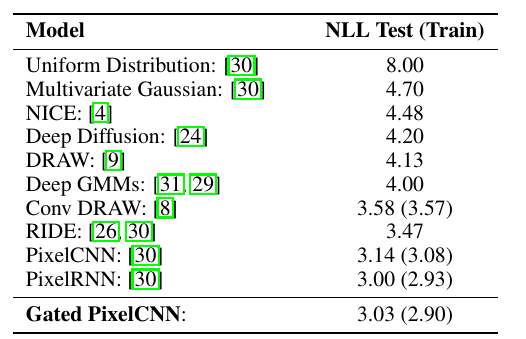 Model NLL Test (Train)
Uniform Distribution: [30] 8.00
Multivariate Gaussian: [30] 4.70
NICE: [4] 4.48
Deep Diffusion: [24] 4.20
DRAW: [9] 4.13
Deep GMMs: [31, 29] 4.00
Conv DRAW: [8] 3.58 (3.57)
RIDE: [26, 30] 3.47
PixelCNN: [30] 3.14 (3.08)
PixelRNN: [30] 3.00 (2.93)
Gated PixelCNN: 3.03 (2.90)